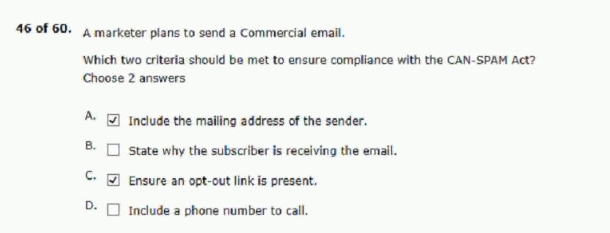 46 of 60. A marketer plans to send a Commercial email.
Which two criteria should be met to ensure compliance with the CAN-SPAM Act?
Choose 2 answers
A. Include the mailing address of the sender.
B. State why the subscriber is receiving the email.
C. Ensure an opt-out link is present.
D. Include a phone number to call.